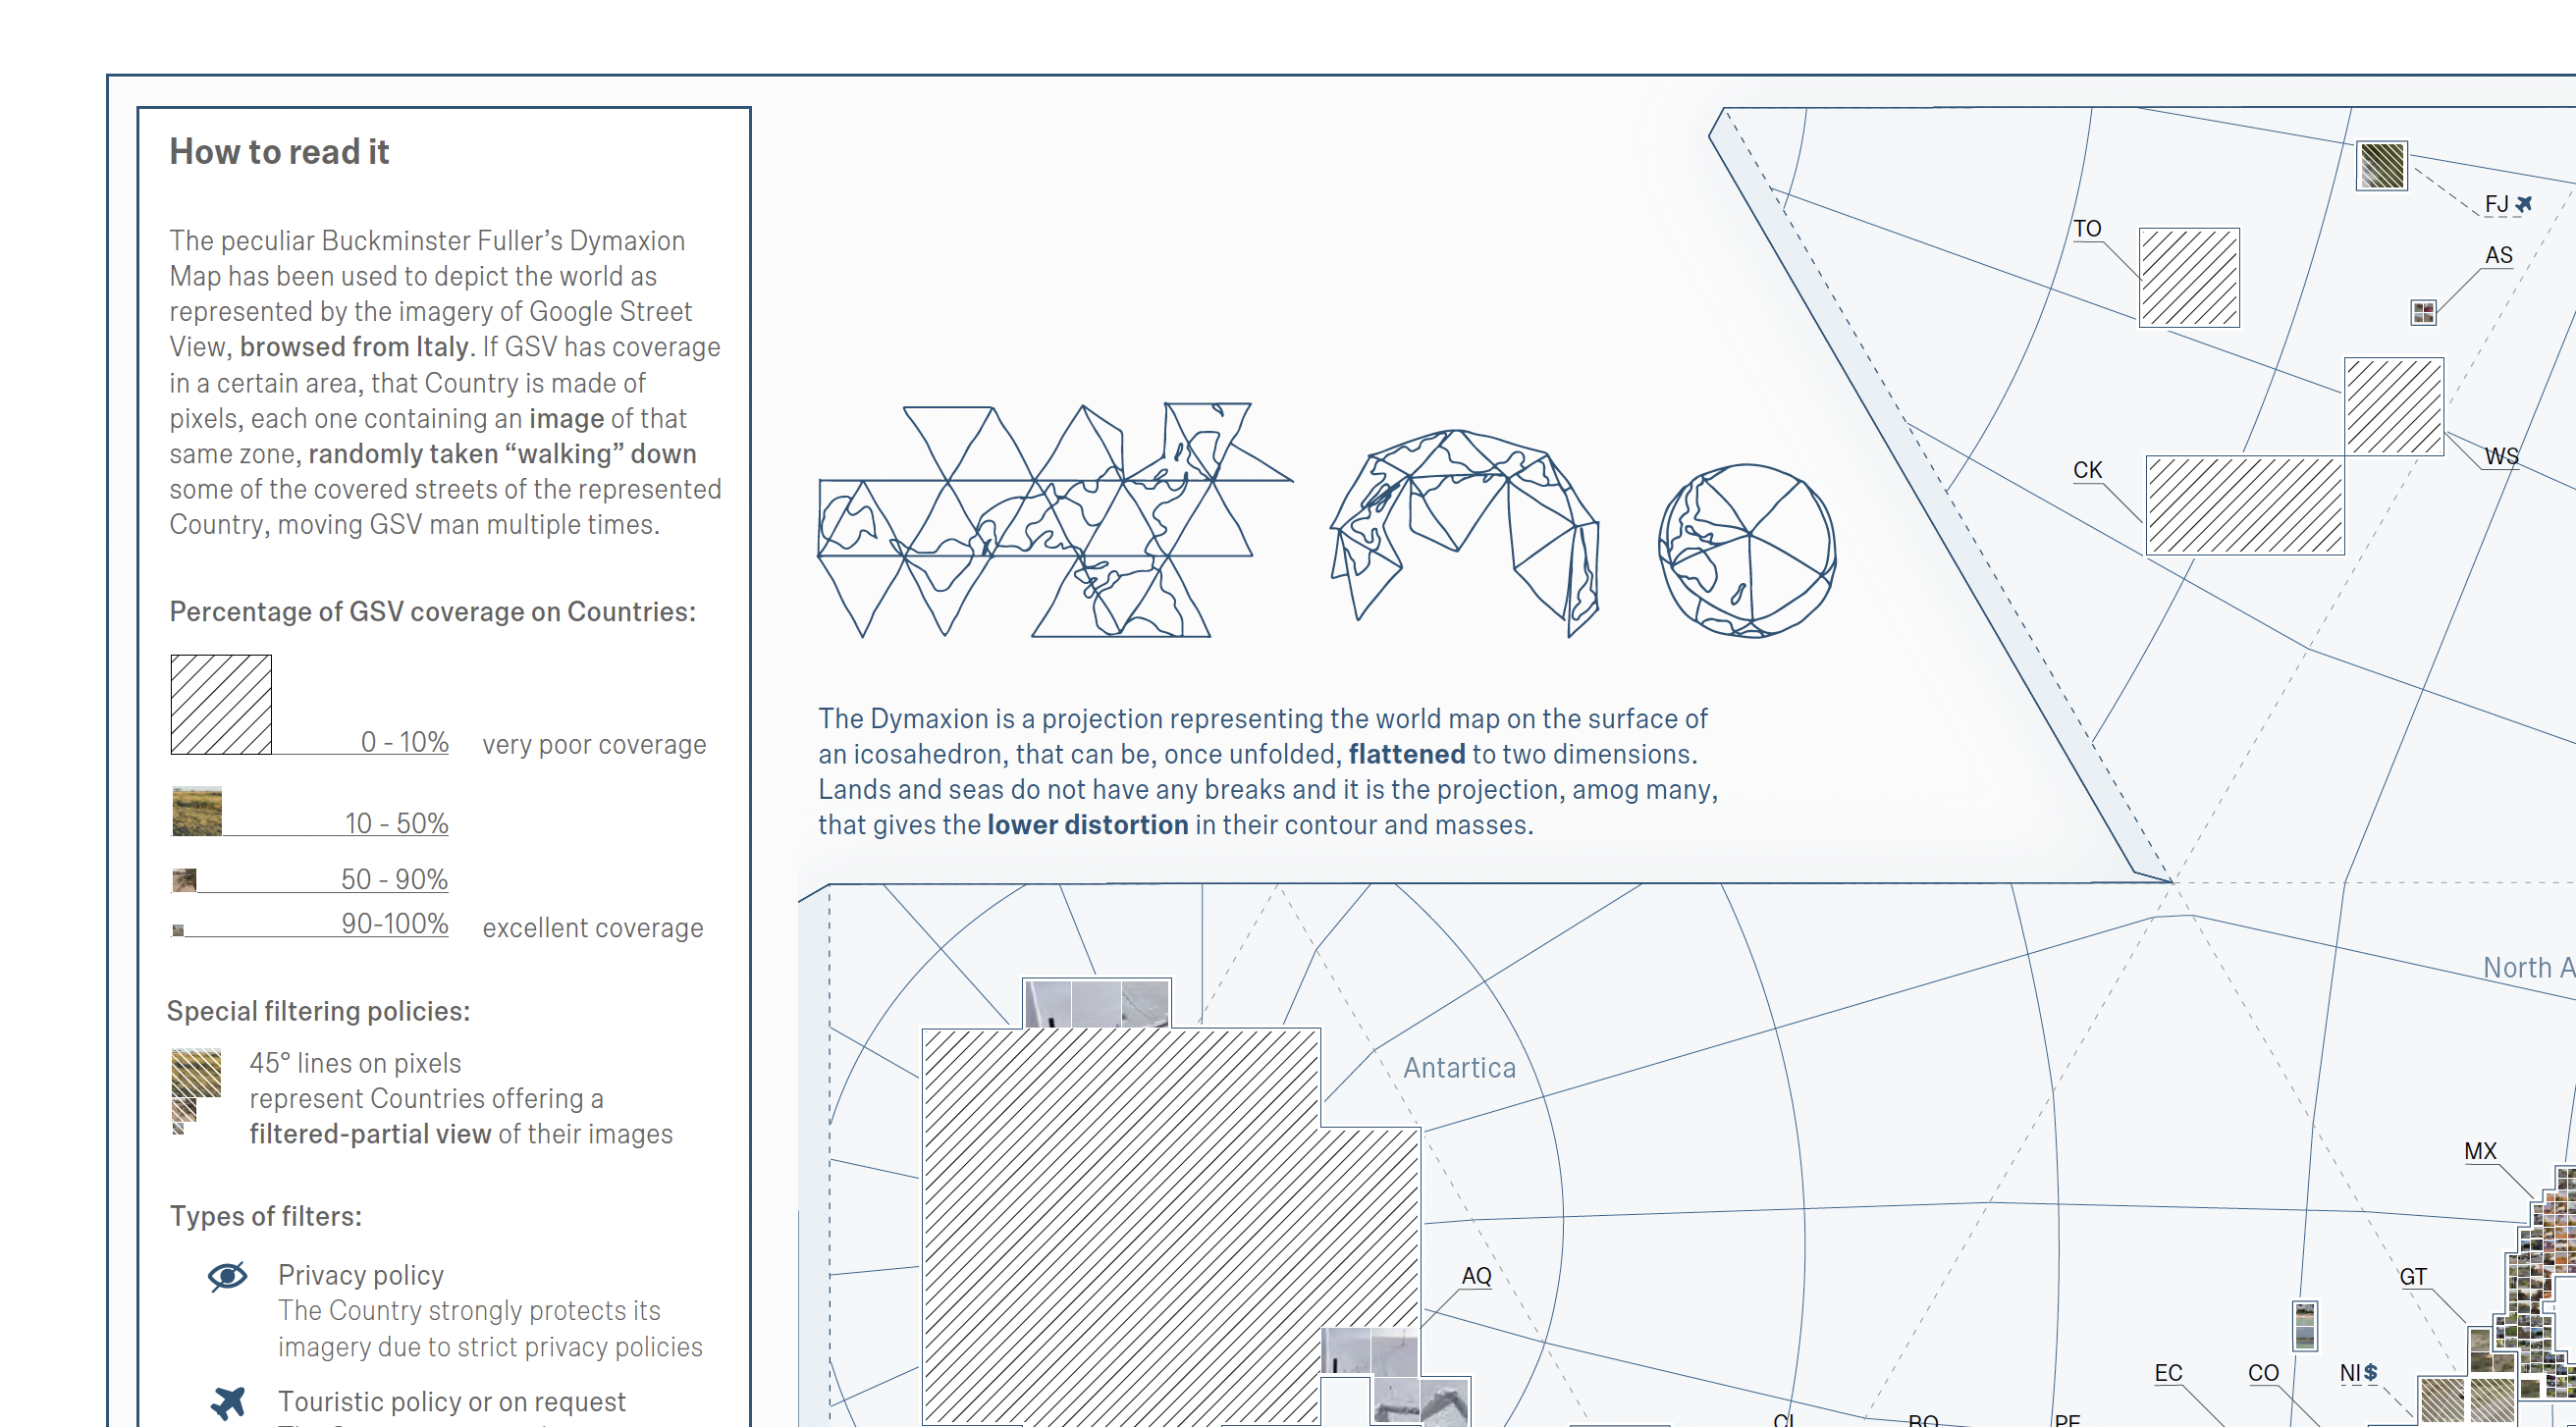 How to read it
The peculiar Buckminster Fuller’s Dymaxion
Map has been used to depict the world as
represented by the imagery of Google Street
View, browsed from Italy. If GSV has coverage
in a certain area, that Country is made of
pixels, each one containing an image of that
same zone, randomly taken “walking” down
some of the covered streets of the represented
Country, moving GSV man multiple times.
Percentage of GSV coverage on Countries:
0 - 10% very poor coverage
10 - 50%
50 - 90%
90-100% excellent coverage
Special filtering policies:
45° lines on pixels
represent Countries offering a
filtered-partial view of their images
Types of filters:
Privacy policy
The Country strongly protects its
imagery due to strict privacy policies
Touristic policy or on request
The Dymaxion is a projection representing the world map on the surface of
an icosahedron, that can be, once unfolded, flattened to two dimensions.
Lands and seas do not have any breaks and it is the projection, amog many,
that gives the lower distortion in their contour and masses.
FJ
TO
AS
WS
CK
North A
Antartica
MX
AQ
GT
EC
CO
NI $
CL
BO
PE